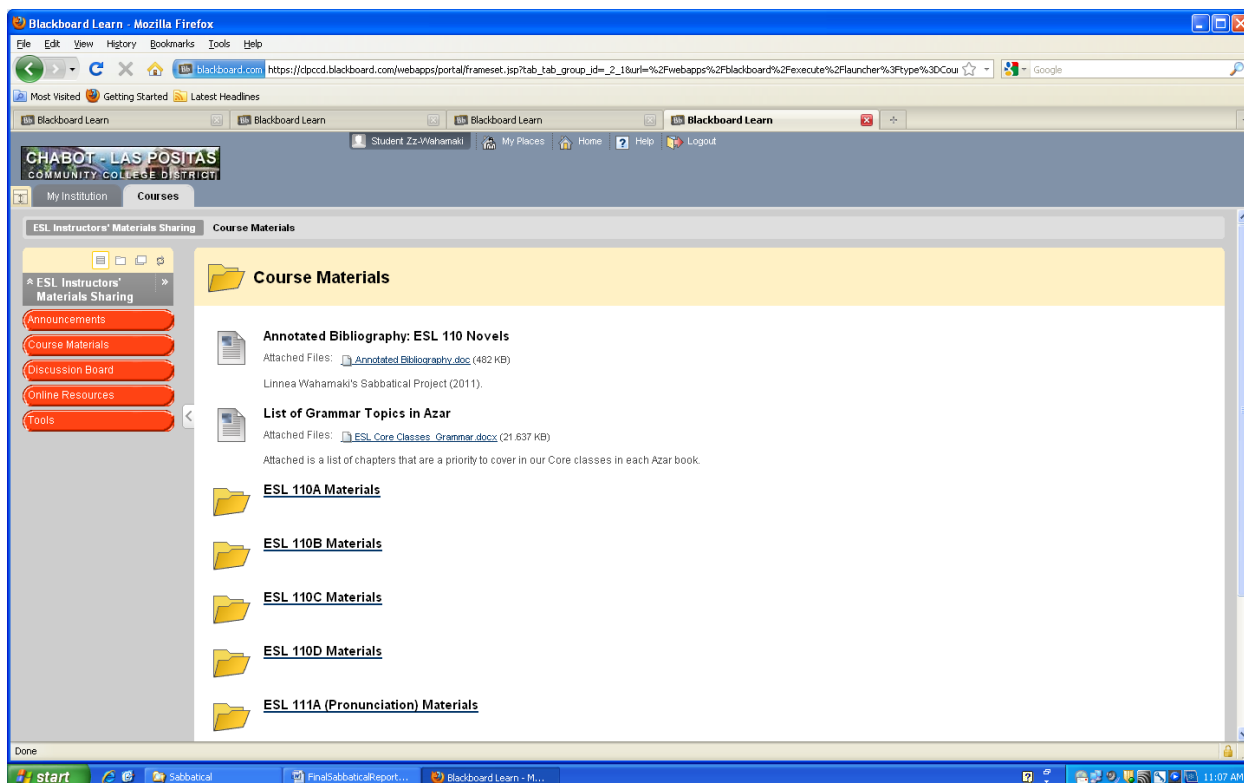 Blackboard Learn - Mozilla Firefox
File Edit View History Bookmarks Tools Help
blackboard.com https://clpccd.blackboard.com/webapps/portal/frameset.jsp?tab_tab_group_id=_2_1&url=%2Fwebapps%2Fblackboard%2Fexecute%2Flauncher%3Ftype%3DCour Google
Most Visited Getting Started Latest Headlines
Blackboard Learn Blackboard Learn Blackboard Learn Blackboard Learn
Student Zz-Wahamaki My Places Home Help Logout
CHABOT - LAS POSITAS
COMMUNITY COLLEGE DISTRICT
My Institution Courses
ESL Instructors' Materials Sharing Course Materials
ESL Instructors'
Materials Sharing
Announcements
Course Materials
Discussion Board
Online Resources
Tools
Course Materials
Annotated Bibliography: ESL 110 Novels
Attached Files: Annotated Bibliography.doc (482 KB)
Linnea Wahamaki's Sabbatical Project (2011).
List of Grammar Topics in Azar
Attached Files: ESL Core Classes_Grammar.docx (21.637 KB)
Attached is a list of chapters that are a priority to cover in our Core classes in each Azar book.
ESL 110A Materials
ESL 110B Materials
ESL 110C Materials
ESL 110D Materials
ESL 111A (Pronunciation) Materials
Done
start Sabbatical FinalSabbaticalReport... Blackboard Learn - M... 11:07 AM